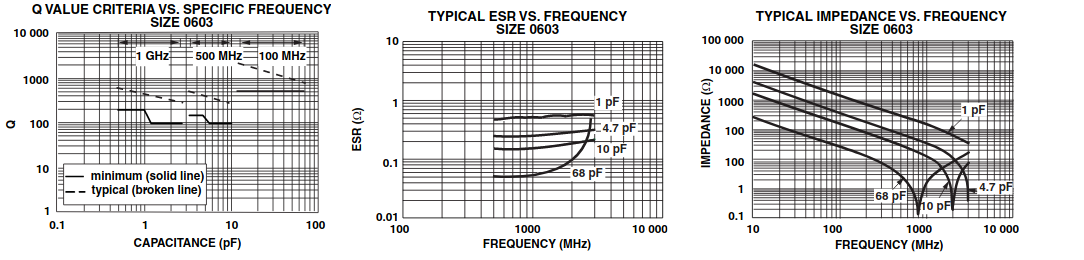 Q VALUE CRITERIA VS. SPECIFIC FREQUENCY
SIZE 0603
10 000
1000
100
10
1
Q
1 GHz
500 MHz
100 MHz
minimum (solid line)
typical (broken line)
0.1
1
10
100
CAPACITANCE (pF)
TYPICAL ESR VS. FREQUENCY
SIZE 0603
10
1
0.1
0.01
ESR (Ω)
1 pF
4.7 pF
10 pF
68 pF
100
1000
10 000
FREQUENCY (MHz)
TYPICAL IMPEDANCE VS. FREQUENCY
SIZE 0603
100 000
10 000
1000
100
100
1
0.1
IMPEDANCE (Ω)
1 pF
4.7 pF
68 pF
10 pF
10
100
1000
10 000
FREQUENCY (MHz)